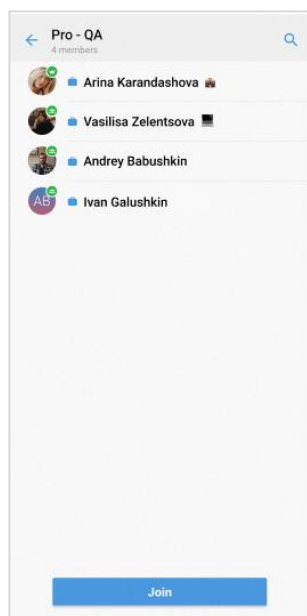 Pro - QA
4 members
Arina Karandashova
Vasilisa Zelentsova
Andrey Babushkin
AB
Ivan Galushkin
Join